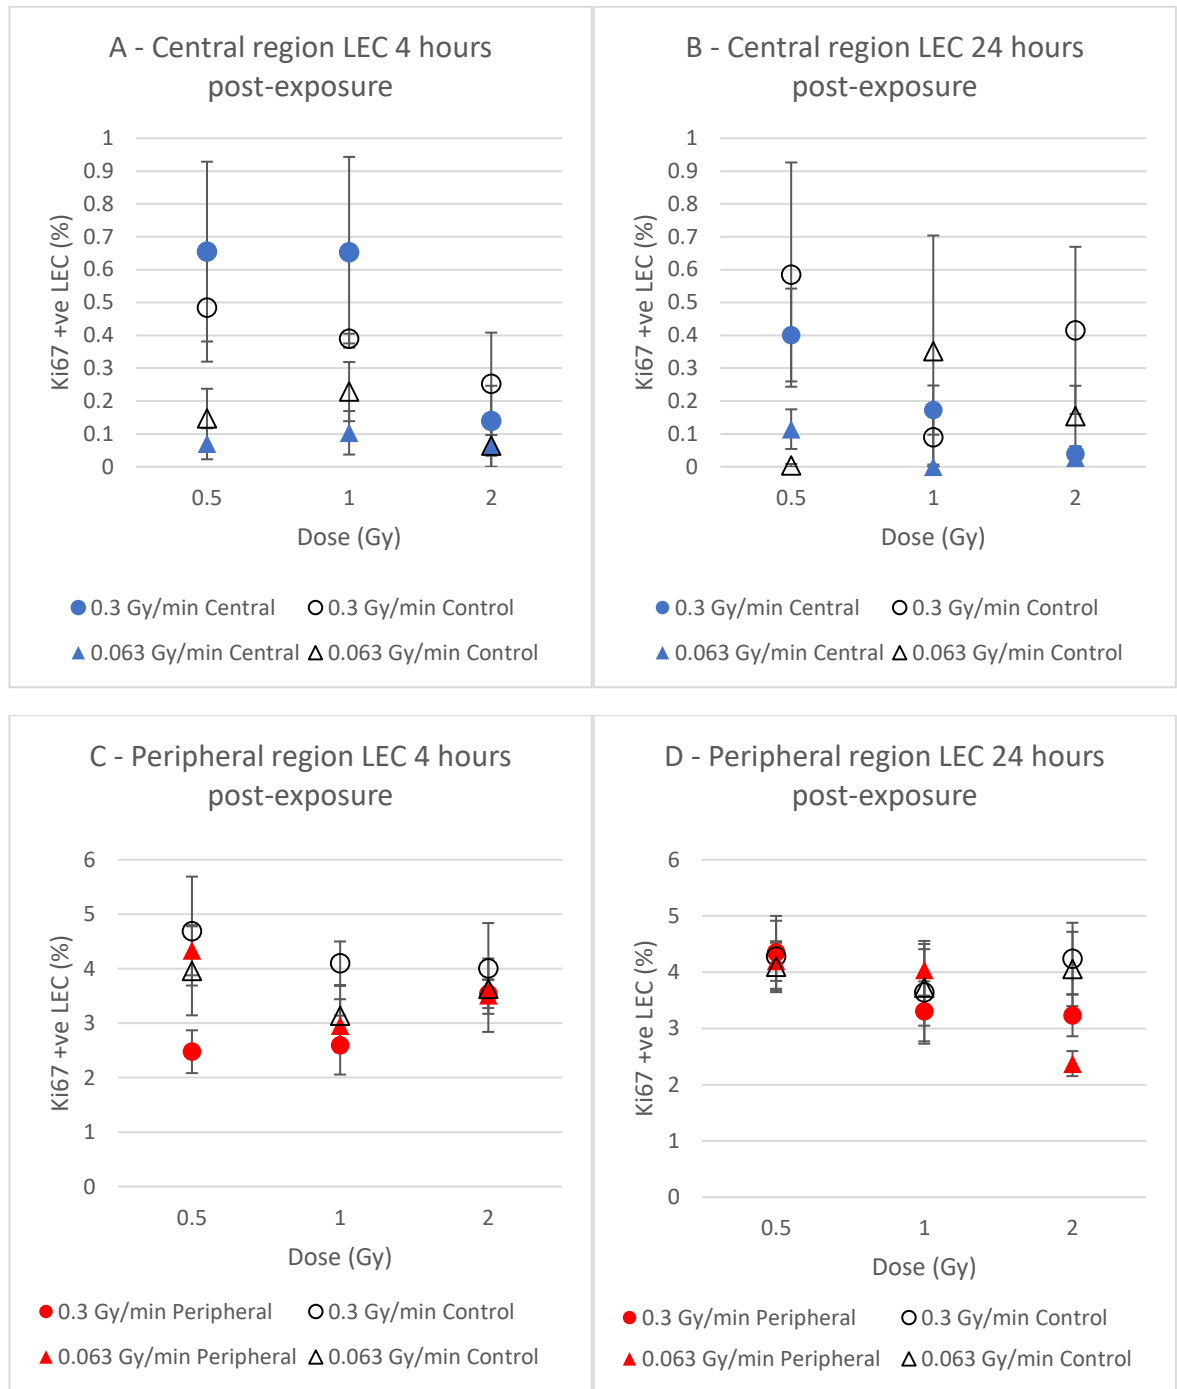 A - Central region LEC 4 hours
post-exposure
1
0.9
0.8
0.7
0.6
0.5
0.4
0.3
0.2
0.1
0
Ki67 +ve LEC (%)
0.5 1 2
Dose (Gy)
0.3 Gy/min Central 0.3 Gy/min Control
0.063 Gy/min Central 0.063 Gy/min Control
B - Central region LEC 24 hours
post-exposure
1
0.9
0.8
0.7
0.6
0.5
0.4
0.3
0.2
0.1
0
Ki67 +ve LEC (%)
0.5 1 2
Dose (Gy)
0.3 Gy/min Central 0.3 Gy/min Control
0.063 Gy/min Central 0.063 Gy/min Control
C - Peripheral region LEC 4 hours
post-exposure
6
5
4
3
2
1
0
Ki67 +ve LEC (%)
0.5 1 2
Dose (Gy)
0.3 Gy/min Peripheral 0.3 Gy/min Control
0.063 Gy/min Peripheral 0.063 Gy/min Control
D - Peripheral region LEC 24 hours
post-exposure
6
5
4
3
2
1
0
Ki67 +ve LEC (%)
0.5 1 2
Dose (Gy)
0.3 Gy/min Peripheral 0.3 Gy/min Control
0.063 Gy/min Peripheral 0.063 Gy/min Control